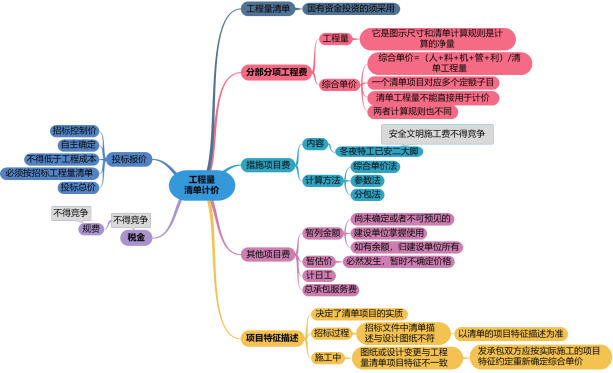 工程量清单
国有资金投资的须采用
分部分项工程费
工程量
它是图示尺寸和清单计算规则是计
算的净量
综合单价
综合单价=（人+料+机+管+利）/清
单工程量
一个清单项目对应多个定额子目
清单工程量不能直接用于计价
两者计算规则也不同
招标控制价
自主确定
不得低于工程成本
必须按招标工程量清单
投标总价
投标报价
工程量
清单计价
措施项目费
内容
安全文明施工费不得竞争
冬夜特工已安二大脚
计算方法
综合单价法
参数法
分包法
不得竞争
规费
不得竞争
税金
其他项目费
暂列金额
尚未确定或者不可预见的
建设单位掌握使用
如有余额，归建设单位所有
暂估价
必然发生，暂时不确定价格
计日工
总承包服务费
项目特征描述
决定了清单项目的实质
招标过程
招标文件中清单描
述与设计图纸不符
以清单的项目特征描述为准
施工中
图纸或设计变更与工程
量清单项目特征不一致
发承包双方应按实际施工的项目
特征约定重新确定综合单价